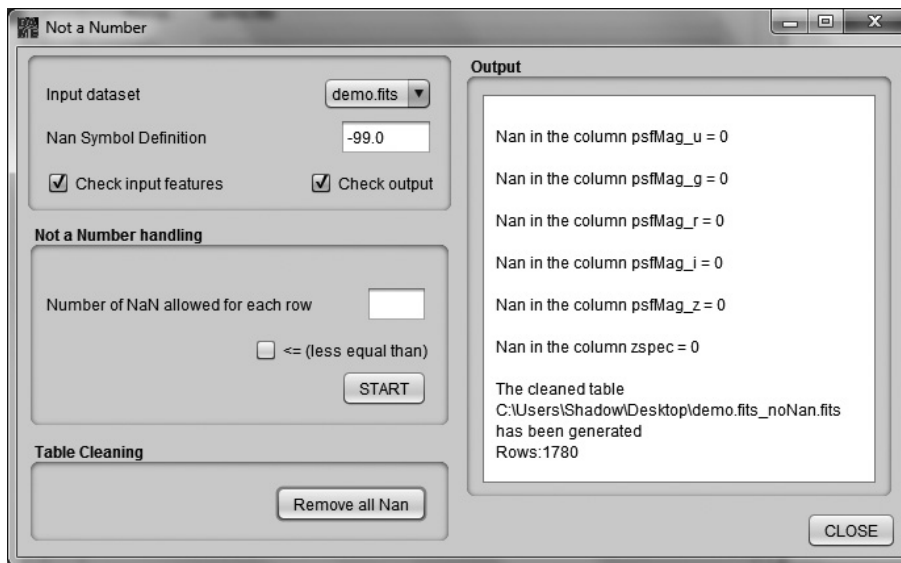 Not a Number
Input dataset
demo.fits
Nan Symbol Definition
-99.0
Check input features
Check output
Not a Number handling
Number of NaN allowed for each row
<= (less equal than)
START
Table Cleaning
Remove all Nan
Output
Nan in the column psfMag_u = 0
Nan in the column psfMag_g = 0
Nan in the column psfMag_r = 0
Nan in the column psfMag_i = 0
Nan in the column psfMag_z = 0
Nan in the column zspec = 0
The cleaned table
C:\Users\Shadow\Desktop\demo.fits_noNan.fits
has been generated
Rows:1780
CLOSE